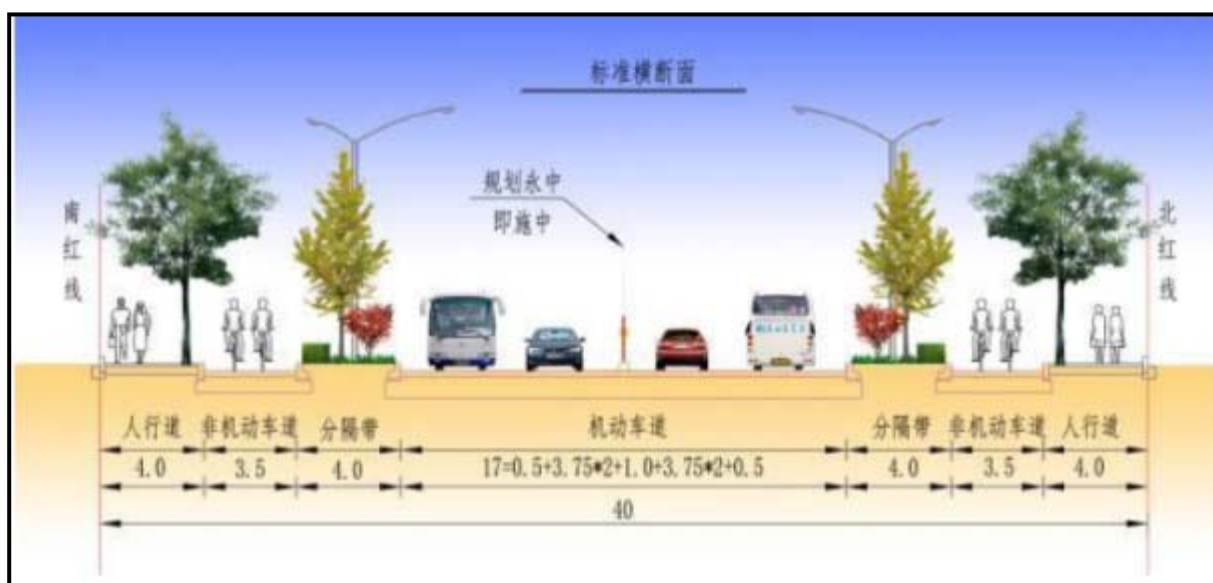 标准横断面
规划永中
即施中
南红线
北红线
人行道 非机动车道 分隔带 机动车道 分隔带 非机动车道 人行道
4.0 3.5 4.0 17=0.5+3.75*2+1.0+3.75*2+0.5 4.0 3.5 4.0
40